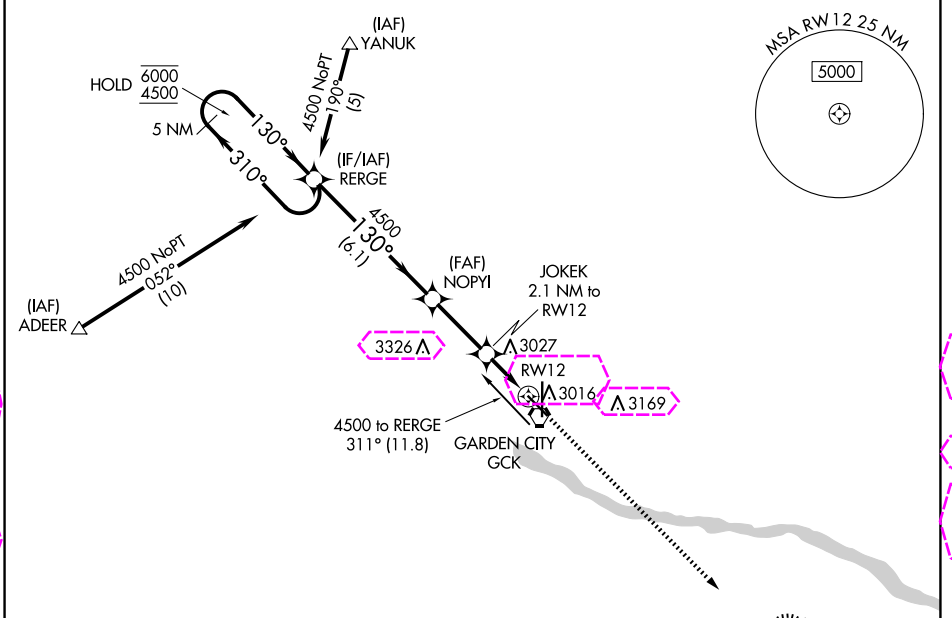 (IAF)
YANUK
MSA RW12 25 NM
5000
HOLD
6000
4500
5 NM
4500 NoPT
190°
(5)
130°
310°
(IF/IAF)
RERGE
4500
130°
(6.1)
4500 NoPT
052°
(10)
(IAF)
ADEER
(FAF)
NOPYI
JOKEK
2.1 NM to
RW12
3326
3027
RW12
3016
3169
4500 to RERGE
311° (11.8)
GARDEN CITY
GCK